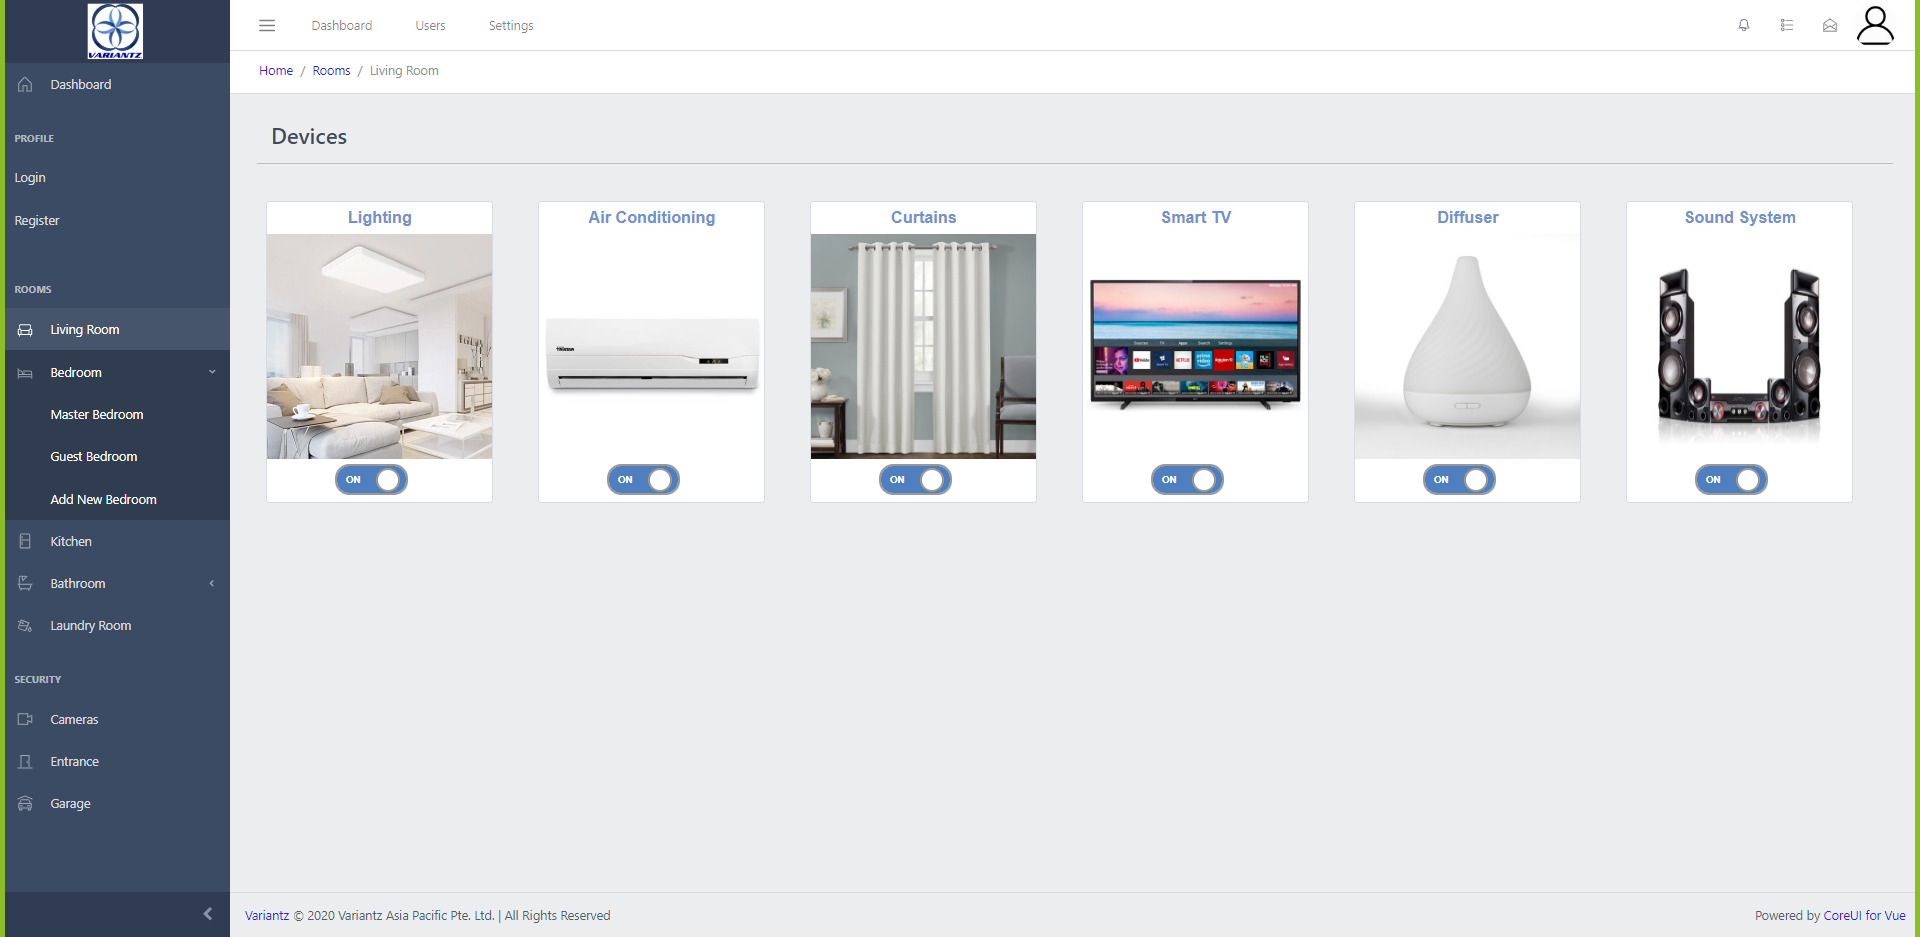 VARIANTZ
Dashboard
Users
Settings
Home / Rooms / Living Room
Dashboard
PROFILE
Login
Register
ROOMS
Living Room
Bedroom
Master Bedroom
Guest Bedroom
Add New Bedroom
Kitchen
Bathroom
Laundry Room
SECURITY
Cameras
Entrance
Garage
Devices
Lighting
ON
Air Conditioning
ON
Curtains
ON
Smart TV
ON
Diffuser
ON
Sound System
ON
Variantz © 2020 Variantz Asia Pacific Pte. Ltd. | All Rights Reserved
Powered by CoreUI for Vue